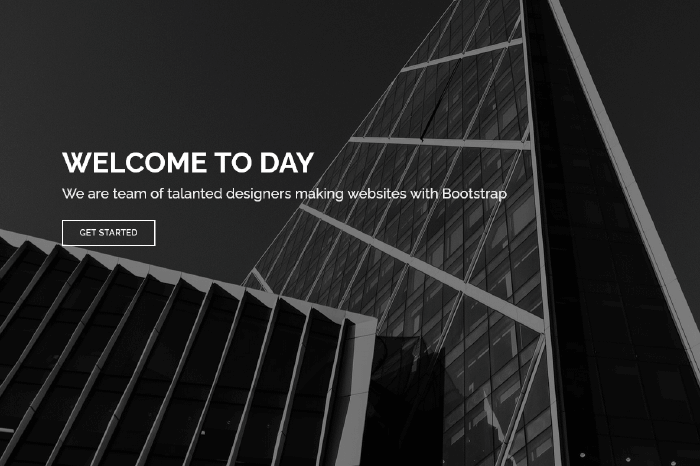 WELCOME TO DAY
We are team of talanted designers making websites with Bootstrap
GET STARTED